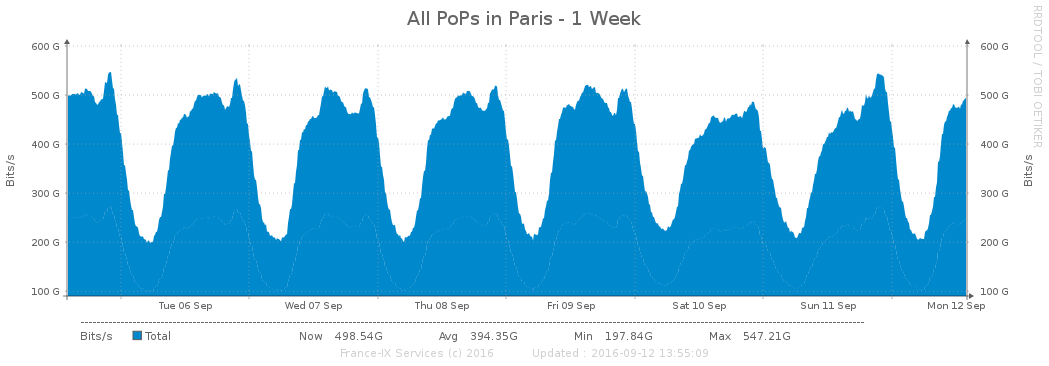 All PoPs in Paris - 1 Week
RRDTOOL / TOBI OETIKER
600 G 600 G
500 G 500 G
400 G 400 G
300 G 300 G
200 G 200 G
100 G 100 G
Bits/s
Bits/s
Tue 06 Sep Wed 07 Sep Thu 08 Sep Fri 09 Sep Sat 10 Sep Sun 11 Sep Mon 12 Sep
Bits/s Total Now 498.54G Avg 394.35G Min 197.84G Max 547.21G
France-IX Services (c) 2016 Updated : 2016-09-12 13:55:09